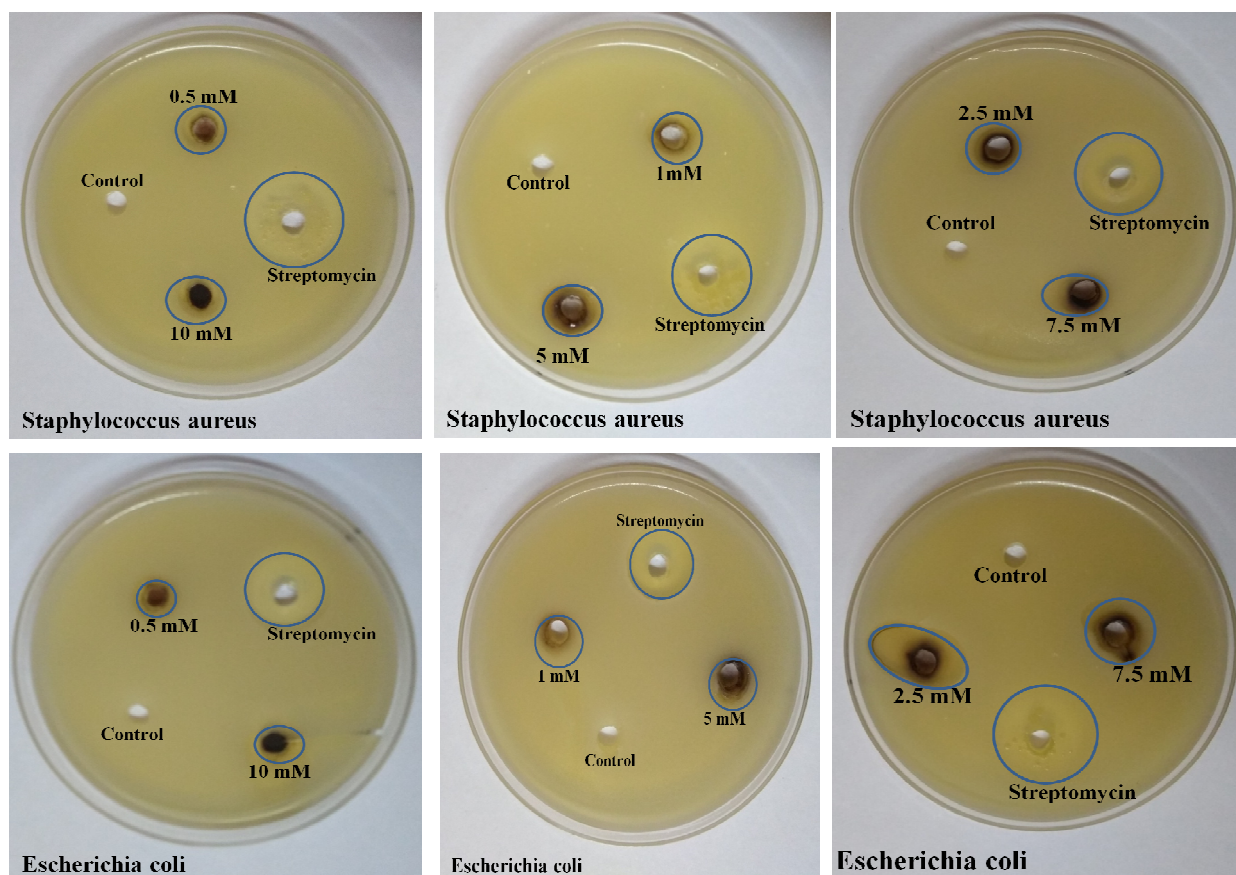 0.5 mM
Control
Streptomycin
10 mM
Staphylococcus aureus
Control
1mM
Streptomycin
5 mM
Staphylococcus aureus
2.5 mM
Control
Streptomycin
7.5 mM
Staphylococcus aureus
0.5 mM
Streptomycin
Control
10 mM
Escherichia coli
Streptomycin
1 mM
5 mM
Control
Escherichia coli
Control
7.5 mM
2.5 mM
Streptomycin
Escherichia coli